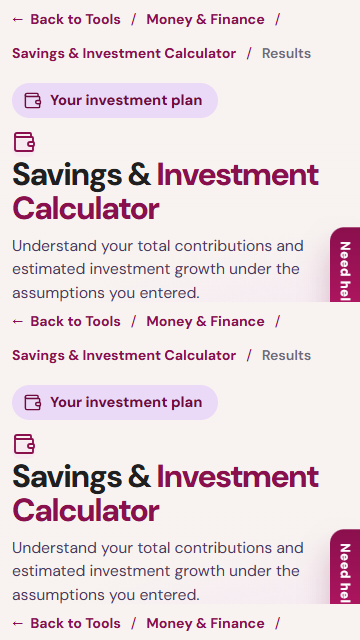 ← Back to Tools / Money & Finance /
Savings & Investment Calculator / Results
Your investment plan
Savings & Investment
Calculator
Understand your total contributions and
estimated investment growth under the
assumptions you entered.
Need hel
← Back to Tools / Money & Finance /
Savings & Investment Calculator / Results
Your investment plan
Savings & Investment
Calculator
Understand your total contributions and
estimated investment growth under the
assumptions you entered.
Need hel
← Back to Tools / Money & Finance /